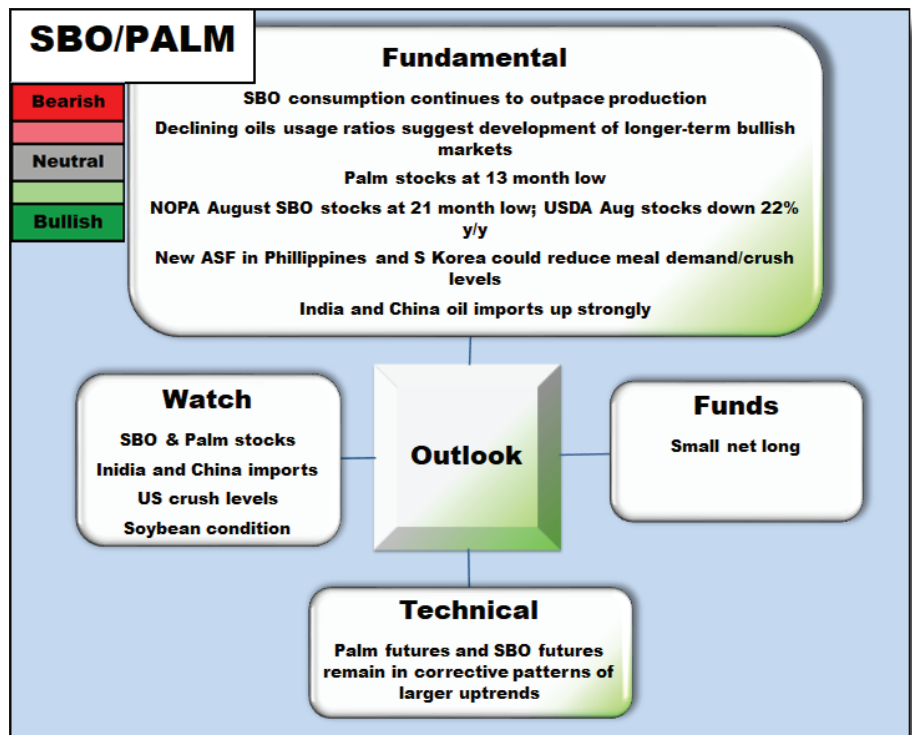 SBO/PALM
Bearish
Neutral
Bullish
Fundamental
SBO consumption continues to outpace production
Declining oils usage ratios suggest development of longer-term bullish
markets
Palm stocks at 13 month low
NOPA August SBO stocks at 21 month low; USDA Aug stocks down 22%
y/y
New ASF in Phillippines and S Korea could reduce meal demand/crush
levels
India and China oil imports up strongly
Watch
SBO & Palm stocks
Inidia and China imports
US crush levels
Soybean condition
Outlook
Funds
Small net long
Technical
Palm futures and SBO futures
remain in corrective patterns of
larger uptrends